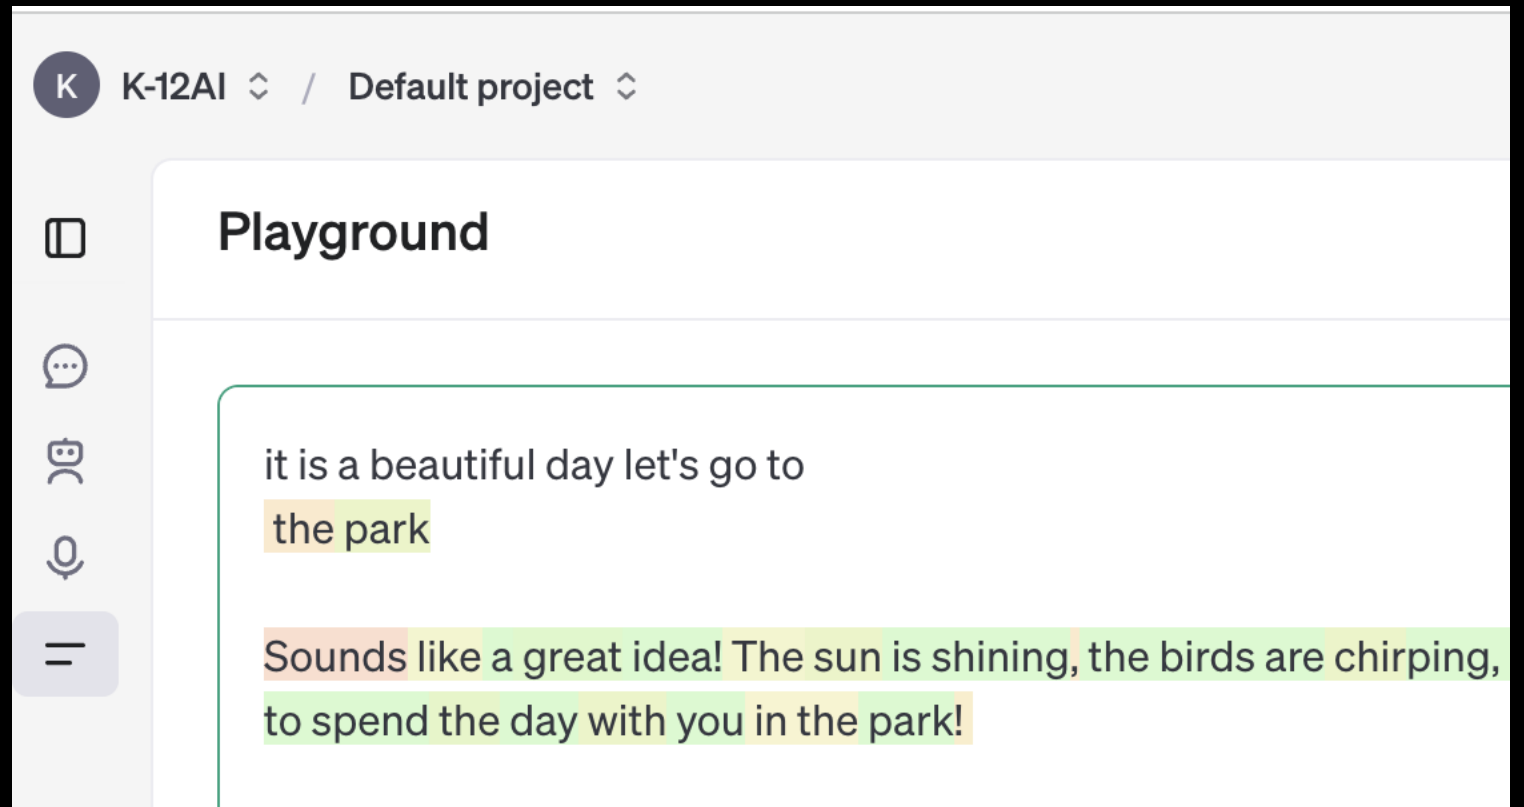 K K-12AI / Default project
Playground
it is a beautiful day let's go to
the park
Sounds like a great idea! The sun is shining, the birds are chirping,
to spend the day with you in the park!